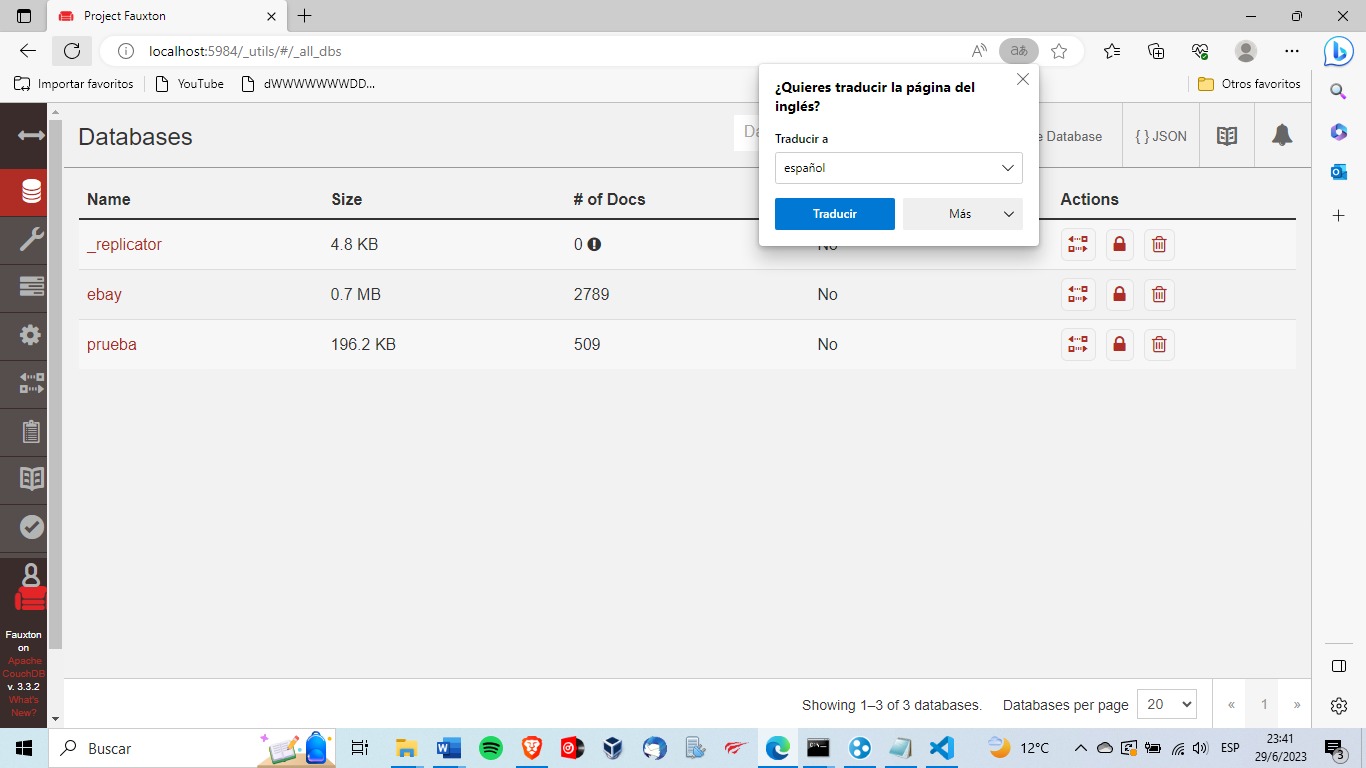 Project Fauxton
localhost:5984/_utils/#/_all_dbs
Importar favoritos
YouTube
dWWWWWWWDD...
Otros favoritos
¿Quieres traducir la página del
inglés?
Traducir a
español
Traducir
Más
Databases
Database
{ } JSON
Name
Size
# of Docs
Actions
_replicator
4.8 KB
0
No
ebay
0.7 MB
2789
No
prueba
196.2 KB
509
No
Fauxton
on
Apache
CouchDB
v. 3.3.2
What's
New?
Showing 1–3 of 3 databases.
Databases per page
20
«
1
»
Buscar
12°C
ESP
23:41
29/6/2023
3